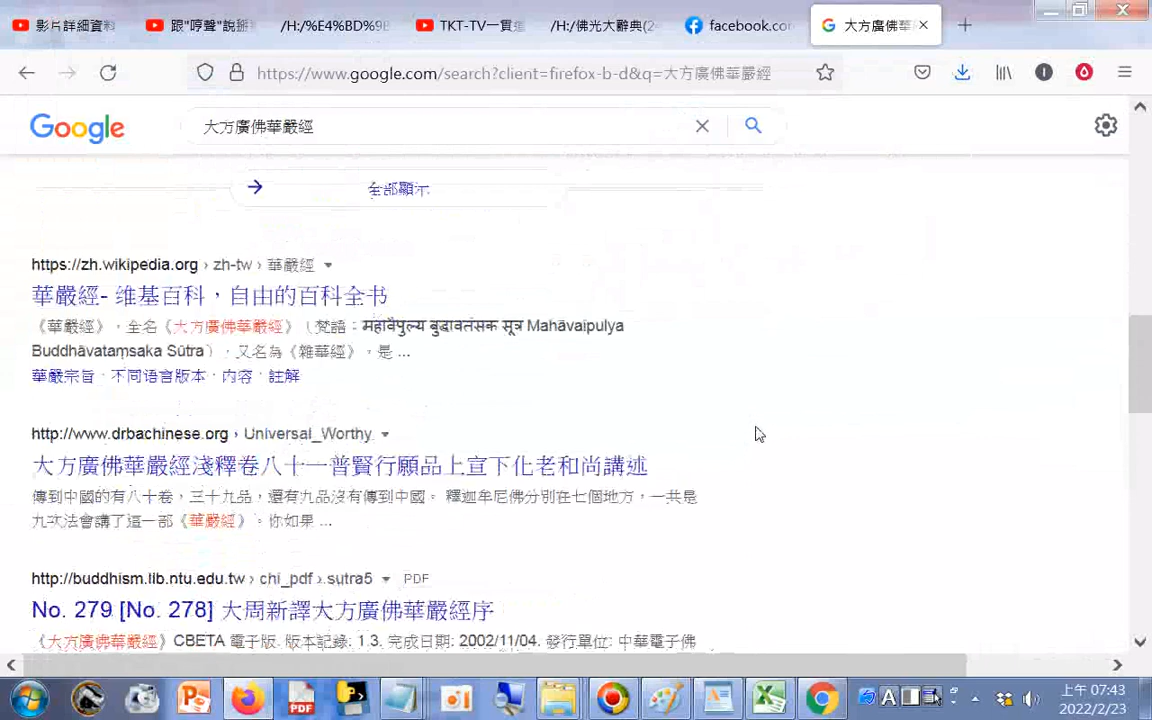 影片詳細資料
跟"哼聲"說掰
/H:/%E4%BD%9B
TKT-TV一貫道
/H:/佛光大辭典(2
facebook.com
大方廣佛華
https://www.google.com/search?client=firefox-b-d&q=大方廣佛華嚴經
Google
大方廣佛華嚴經
全部顯示
https://zh.wikipedia.org › zh-tw › 華嚴經
華嚴經- 维基百科，自由的百科全书
《華嚴經》，全名《大方廣佛華嚴經》（梵語：महावैपुल्य बुद्धावतंसक सूत्र Mahāvaipulya
Buddhāvataṃsaka Sūtra），又名為《雜華經》，是 ...
華嚴宗旨 · 不同语言版本 · 内容 · 註解
http://www.drbachinese.org › Universal_Worthy
大方廣佛華嚴經淺釋卷八十一普賢行願品上宣下化老和尚講述
傳到中國的有八十卷，三十九品，還有九品沒有傳到中國。 釋迦牟尼佛分別在七個地方，一共是
九次法會講了這一部《華嚴經》。你如果 ...
http://buddhism.lib.ntu.edu.tw › chi_pdf › sutra5 PDF
No. 279 [No. 278] 大周新譯大方廣佛華嚴經序
《大方廣佛華嚴經》CBETA 電子版. 版本記錄: 1.3. 完成日期: 2002/11/04. 發行單位: 中華電子佛
PDF
A
上午 07:43
2022/2/23